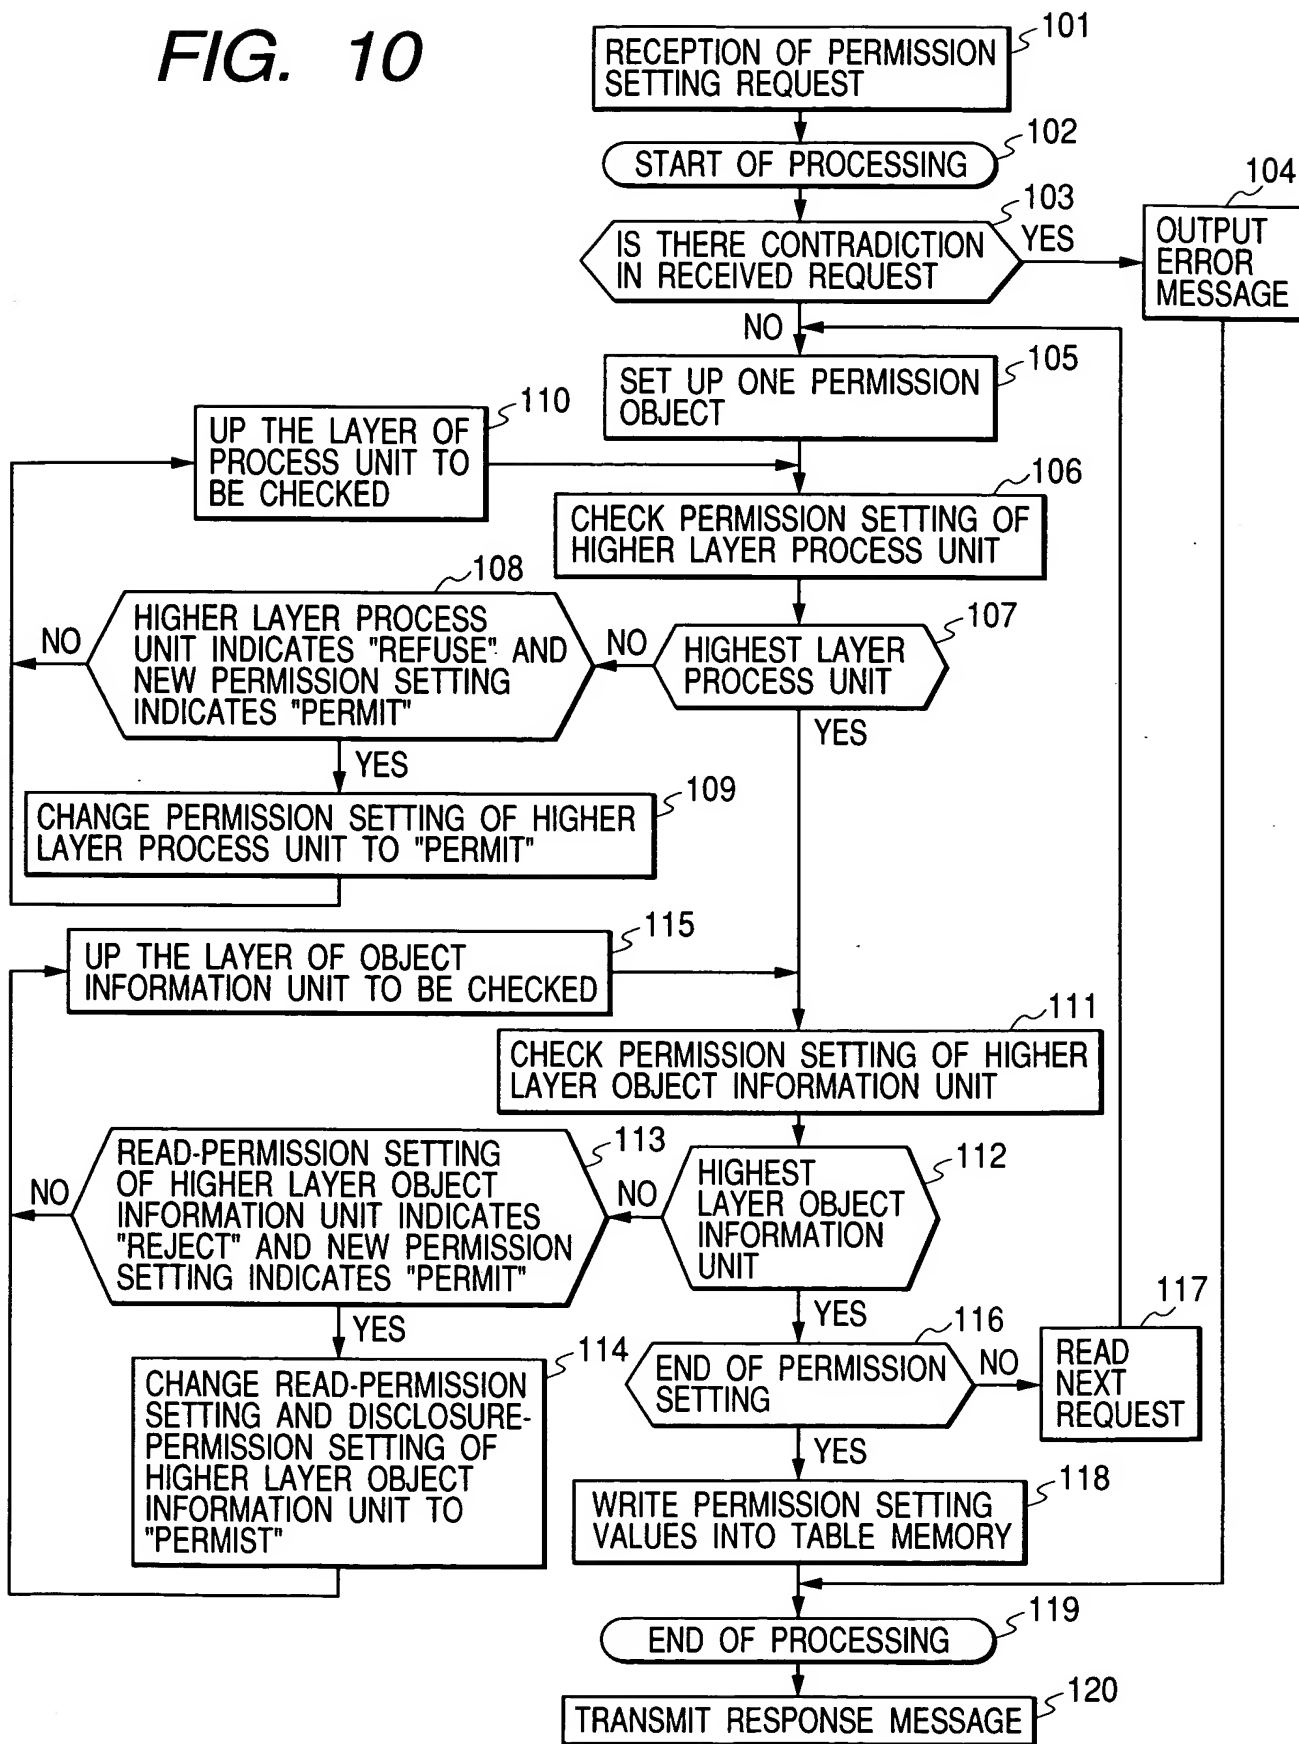 FIG. 10
101
RECEPTION OF PERMISSION
SETTING REQUEST
102
START OF PROCESSING
103
IS THERE CONTRADICTION
IN RECEIVED REQUEST
YES
104
OUTPUT
ERROR
MESSAGE
NO
105
SET UP ONE PERMISSION
OBJECT
110
UP THE LAYER OF
PROCESS UNIT TO
BE CHECKED
106
CHECK PERMISSION SETTING OF
HIGHER LAYER PROCESS UNIT
107
HIGHEST LAYER
PROCESS UNIT
NO
YES
108
HIGHER LAYER PROCESS
UNIT INDICATES "REFUSE" AND
NEW PERMISSION SETTING
INDICATES "PERMIT"
NO
YES
109
CHANGE PERMISSION SETTING OF HIGHER
LAYER PROCESS UNIT TO "PERMIT"
115
UP THE LAYER OF OBJECT
INFORMATION UNIT TO BE CHECKED
111
CHECK PERMISSION SETTING OF HIGHER
LAYER OBJECT INFORMATION UNIT
112
HIGHEST
LAYER OBJECT
INFORMATION
UNIT
NO
YES
113
READ-PERMISSION SETTING
OF HIGHER LAYER OBJECT
INFORMATION UNIT INDICATES
"REJECT" AND NEW PERMISSION
SETTING INDICATES "PERMIT"
NO
YES
114
CHANGE READ-PERMISSION
SETTING AND DISCLOSURE-
PERMISSION SETTING OF
HIGHER LAYER OBJECT
INFORMATION UNIT TO
"PERMIST"
116
END OF PERMISSION
SETTING
NO
117
READ
NEXT
REQUEST
YES
118
WRITE PERMISSION SETTING
VALUES INTO TABLE MEMORY
119
END OF PROCESSING
120
TRANSMIT RESPONSE MESSAGE